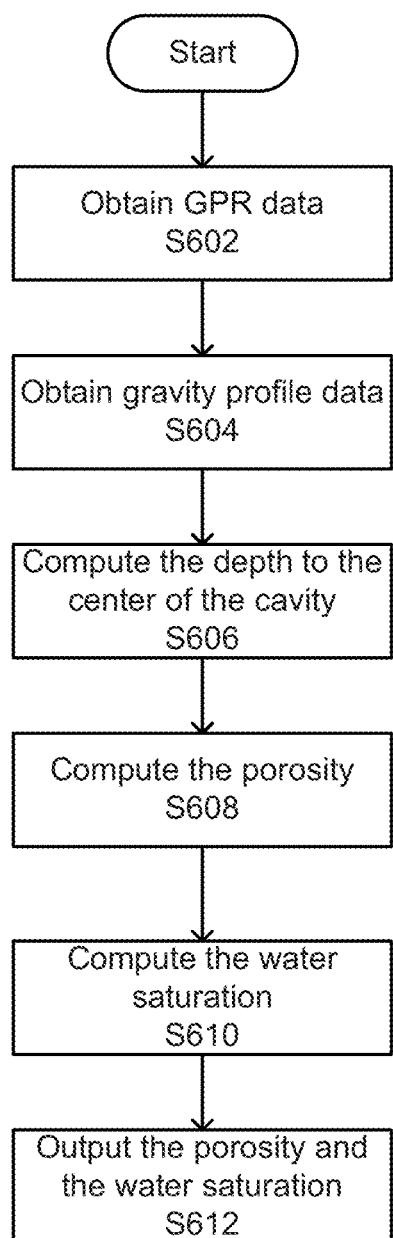 Start
Obtain GPR data
S602
Obtain gravity profile data
S604
Compute the depth to the
center of the cavity
S606
Compute the porosity
S608
Compute the water
saturation
S610
Output the porosity and
the water saturation
S612